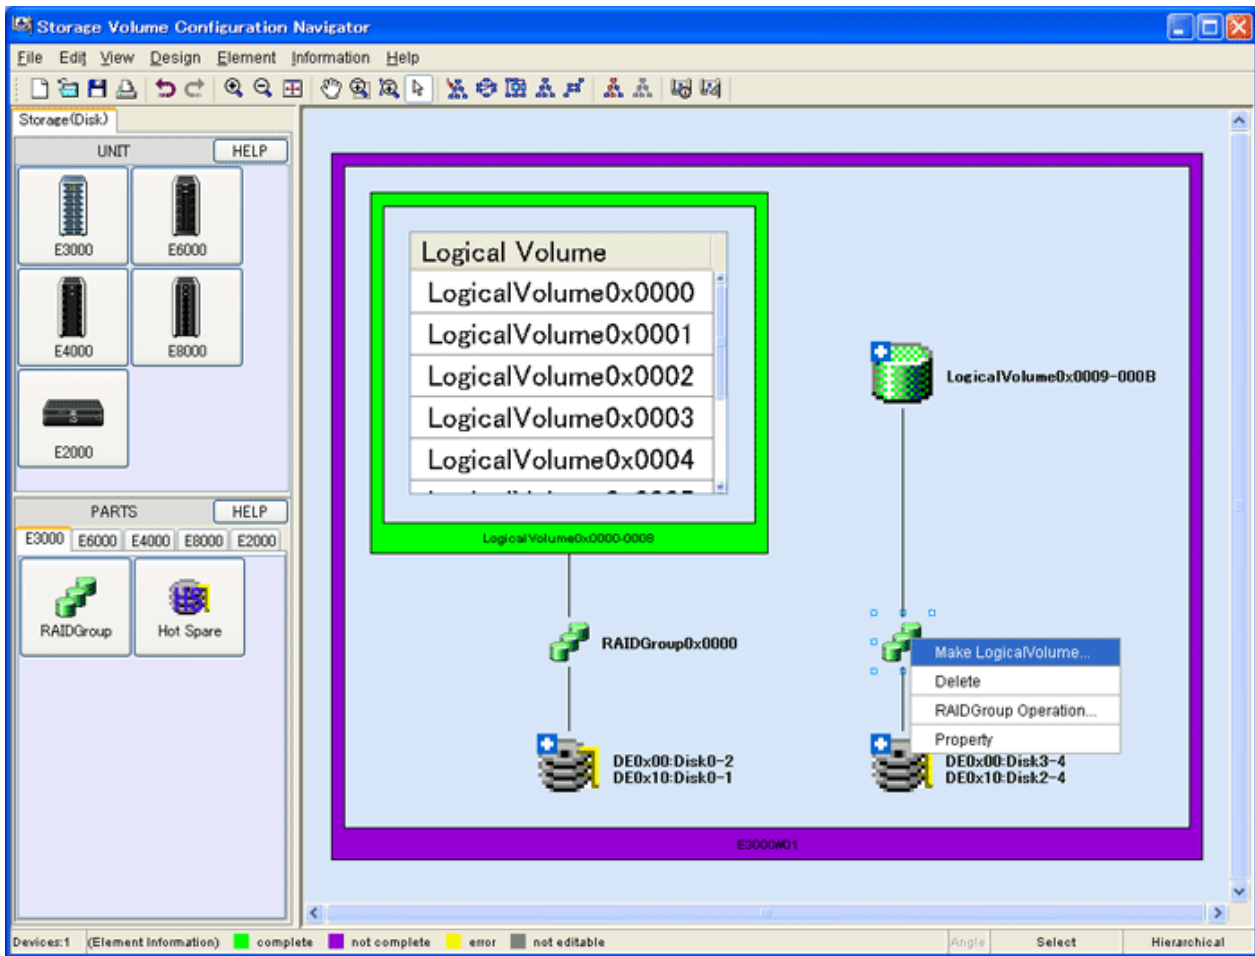 Storage Volume Configuration Navigator
File Edit View Design Element Information Help
Storage(Disk)
UNIT HELP
E3000 E6000
E4000 E8000
E2000
PARTS HELP
E3000 E6000 E4000 E8000 E2000
RAIDGroup Hot Spare
Logical Volume
LogicalVolume0x0000
LogicalVolume0x0001
LogicalVolume0x0002
LogicalVolume0x0003
LogicalVolume0x0004
LogicalVolume0x0000-0008
LogicalVolume0x0009-000B
RAIDGroup0x0000
Make LogicalVolume...
Delete
RAIDGroup Operation...
Property
DE0x00:Disk0-2
DE0x10:Disk0-1
DE0x00:Disk3-4
DE0x10:Disk2-4
E3000#01
Devices:1 (Element Information) complete not complete error not editable Angle Select Hierarchical